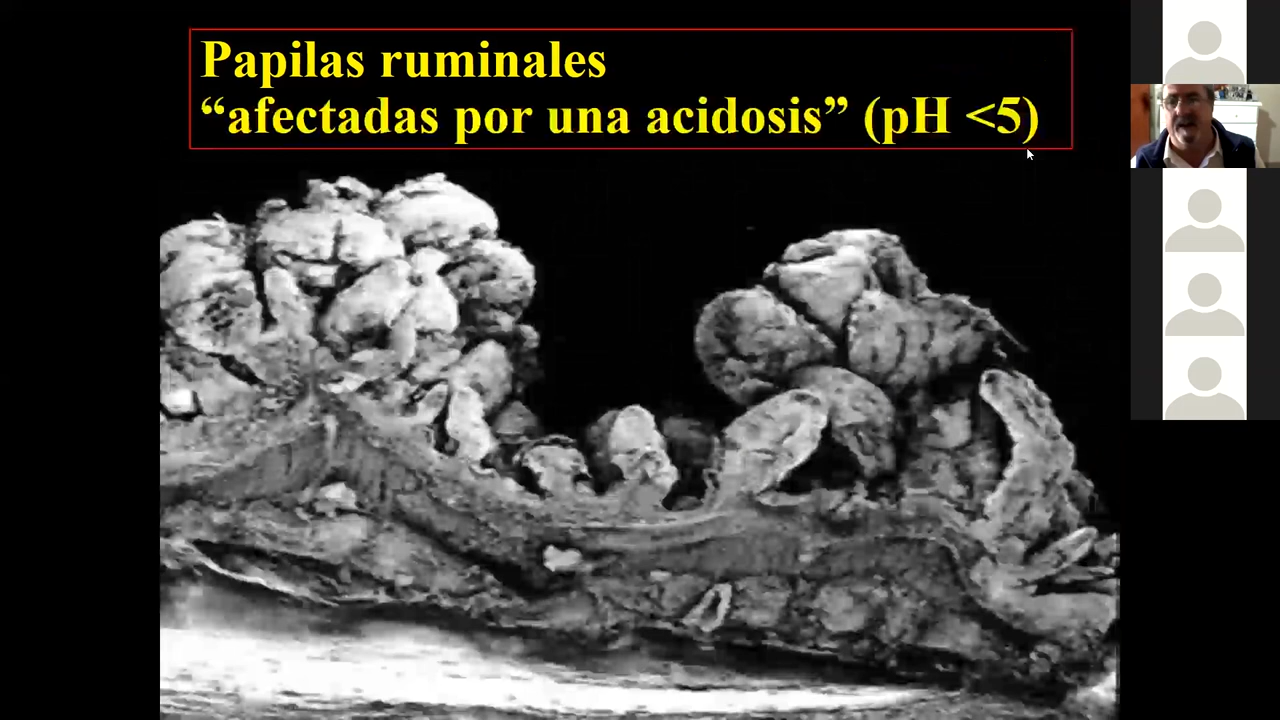 Papilas ruminales
“afectadas por una acidosis” (pH <5)